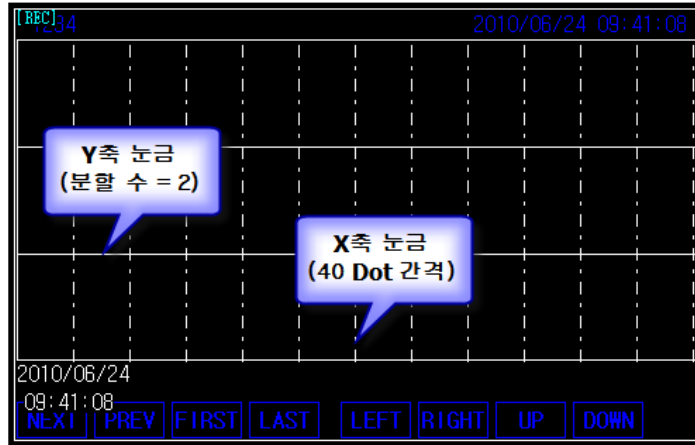 [REC]
1234 2010/06/24 09:41:08
Y축 눈금
(분할 수 = 2)
X축 눈금
(40 Dot 간격)
2010/06/24
09:41:08
NEXT PREV FIRST LAST LEFT RIGHT UP DOWN